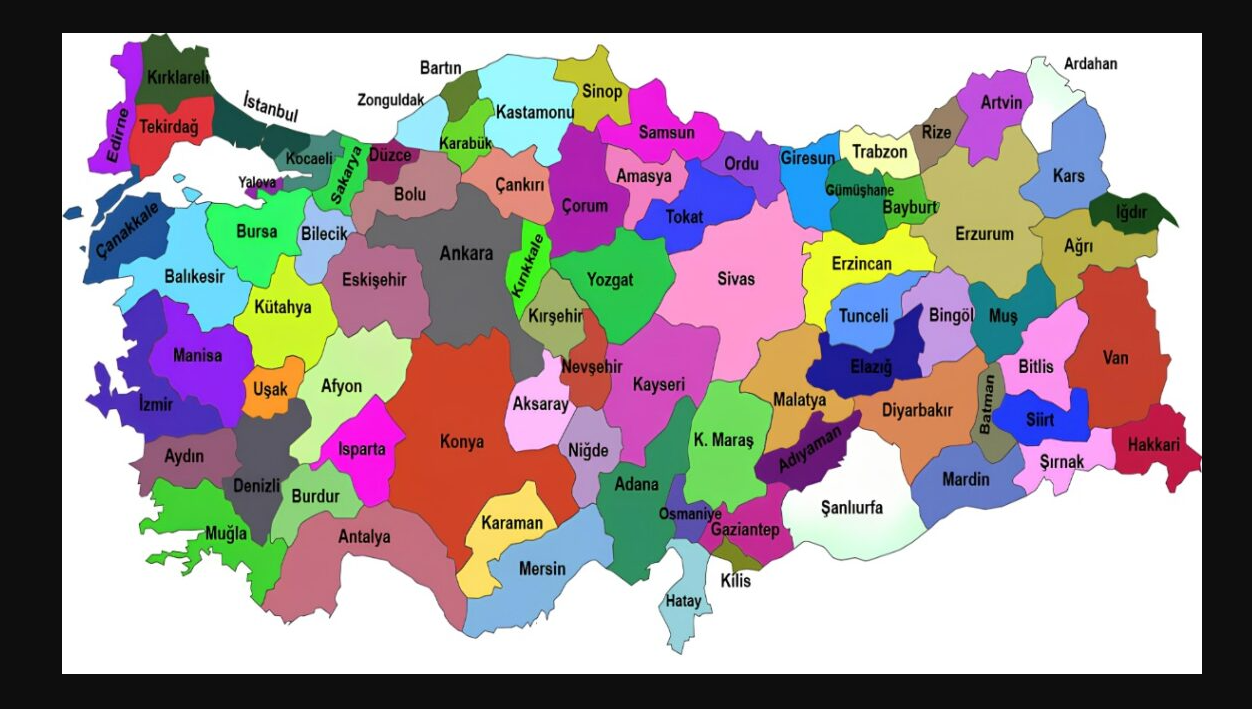 Ardahan
Bartın
Kırklareli
Sinop
Zonguldak
İstanbul
Artvin
Kastamonu
Edirne
Tekirdağ
Samsun
Rize
Karabük
Düzce
Kocaeli
Sakarya
Trabzon
Giresun
Ordu
Kars
Yalova
Bolu
Çankırı
Amasya
Gümüşhane
Bayburt
Çorum
Tokat
Iğdır
Çanakkale
Bursa
Bilecik
Erzurum
Ağrı
Ankara
Kırıkkale
Erzincan
Balıkesir
Eskişehir
Yozgat
Sivas
Kütahya
Kırşehir
Tunceli
Bingöl
Muş
Manisa
Van
Nevşehir
Elazığ
Bitlis
Uşak
Afyon
Kayseri
İzmir
Aksaray
Malatya
Diyarbakır
Batman
Siirt
Konya
K. Maraş
Isparta
Niğde
Adıyaman
Hakkari
Aydın
Şırnak
Denizli
Burdur
Adana
Mardin
Osmaniye
Şanlıurfa
Karaman
Gaziantep
Muğla
Antalya
Mersin
Kilis
Hatay